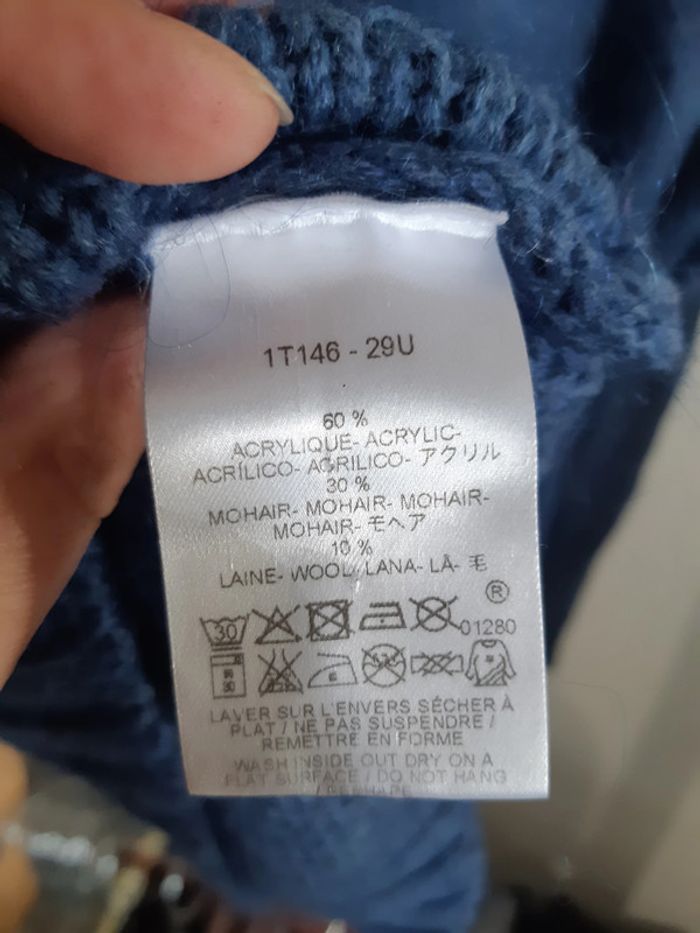 1T146 - 29U
60 %
ACRYLIQUE- ACRYLIC-
ACRÍLICO- ACRILICO- アクリル
30 %
MOHAIR- MOHAIR- MOHAIR-
MOHAIR- モヘア
10 %
LAINE- WOOL- LANA- LÃ- 毛
®
30
01280
LAVER SUR L'ENVERS SÉCHER À
PLAT / NE PAS SUSPENDRE /
REMETTRE EN FORME
WASH INSIDE OUT DRY ON A
FLAT SURFACE / DO NOT HANG
/ RESHAPE